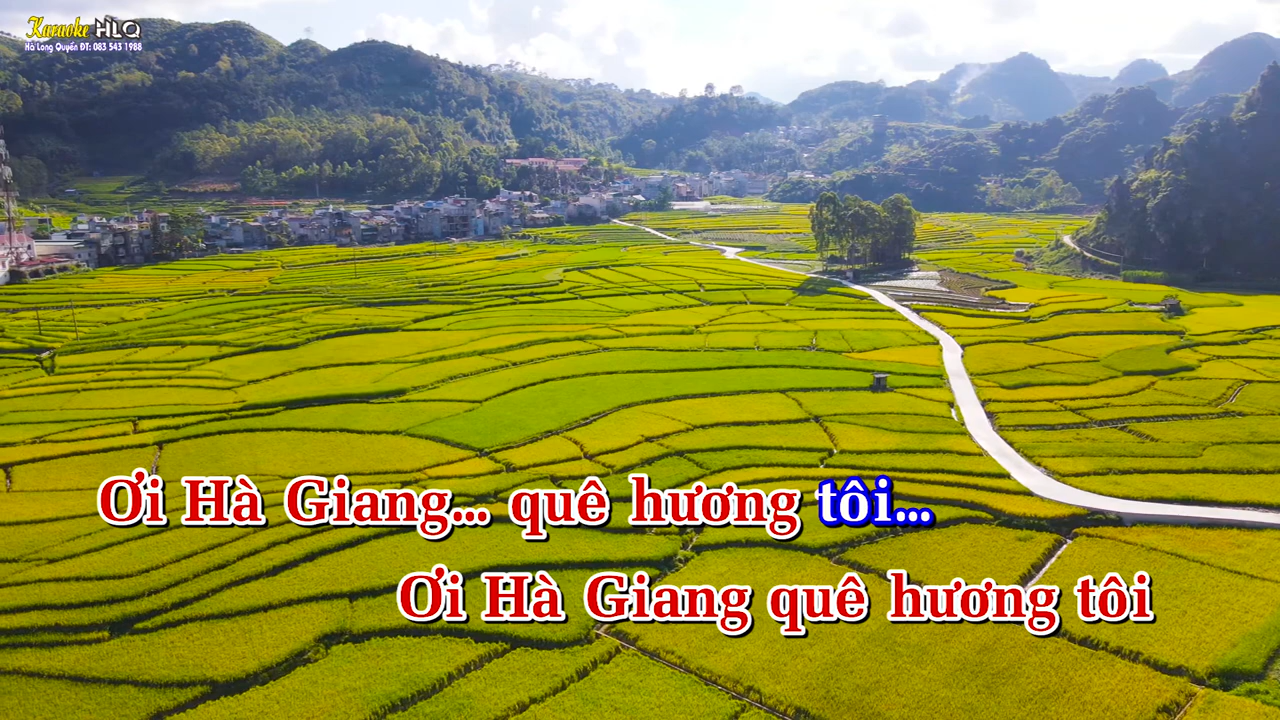 Karaoke HLQ
Hà Long Quyền ĐT: 083 543 1988
Ơi Hà Giang... quê hương tôi...
Ơi Hà Giang quê hương tôi